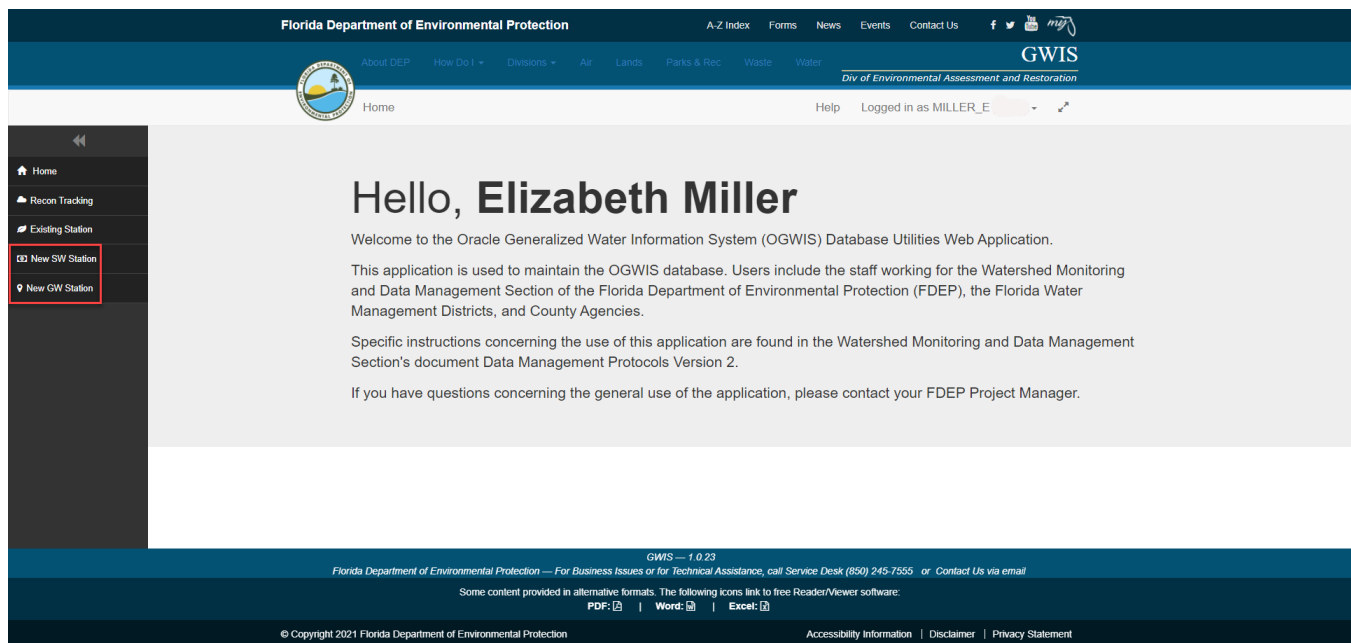 Florida Department of Environmental Protection A-Z Index Forms News Events Contact Us
About DEP How Do I Divisions Air Lands Parks & Rec Waste Water GWIS
Div of Environmental Assessment and Restoration
Home Help Logged in as MILLER_E
Home
Recon Tracking
Existing Station
New SW Station
New GW Station
Hello, Elizabeth Miller
Welcome to the Oracle Generalized Water Information System (OGWIS) Database Utilities Web Application.
This application is used to maintain the OGWIS database. Users include the staff working for the Watershed Monitoring
and Data Management Section of the Florida Department of Environmental Protection (FDEP), the Florida Water
Management Districts, and County Agencies.
Specific instructions concerning the use of this application are found in the Watershed Monitoring and Data Management
Section's document Data Management Protocols Version 2.
If you have questions concerning the general use of the application, please contact your FDEP Project Manager.
GWIS — 1.0.23
Florida Department of Environmental Protection — For Business Issues or for Technical Assistance, call Service Desk (850) 245-7555 or Contact Us via email
Some content provided in alternative formats. The following icons link to free Reader/Viewer software:
PDF: | Word: | Excel:
© Copyright 2021 Florida Department of Environmental Protection Accessibility Information | Disclaimer | Privacy Statement